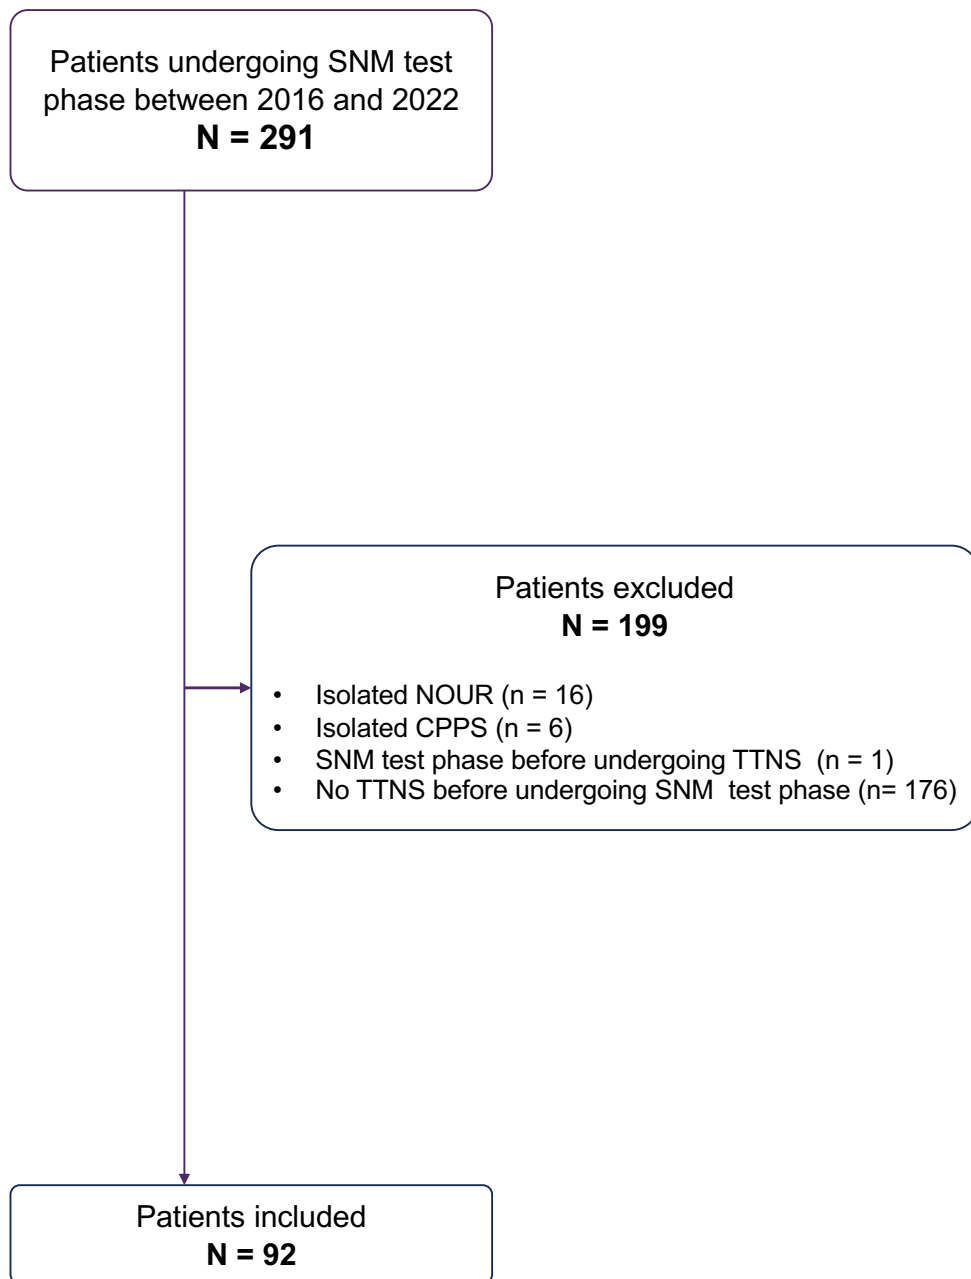 Patients undergoing SNM test
phase between 2016 and 2022
N = 291
Patients excluded
N = 199
• Isolated NOUR (n = 16)
• Isolated CPPS (n = 6)
• SNM test phase before undergoing TTNS (n = 1)
• No TTNS before undergoing SNM test phase (n= 176)
Patients included
N = 92